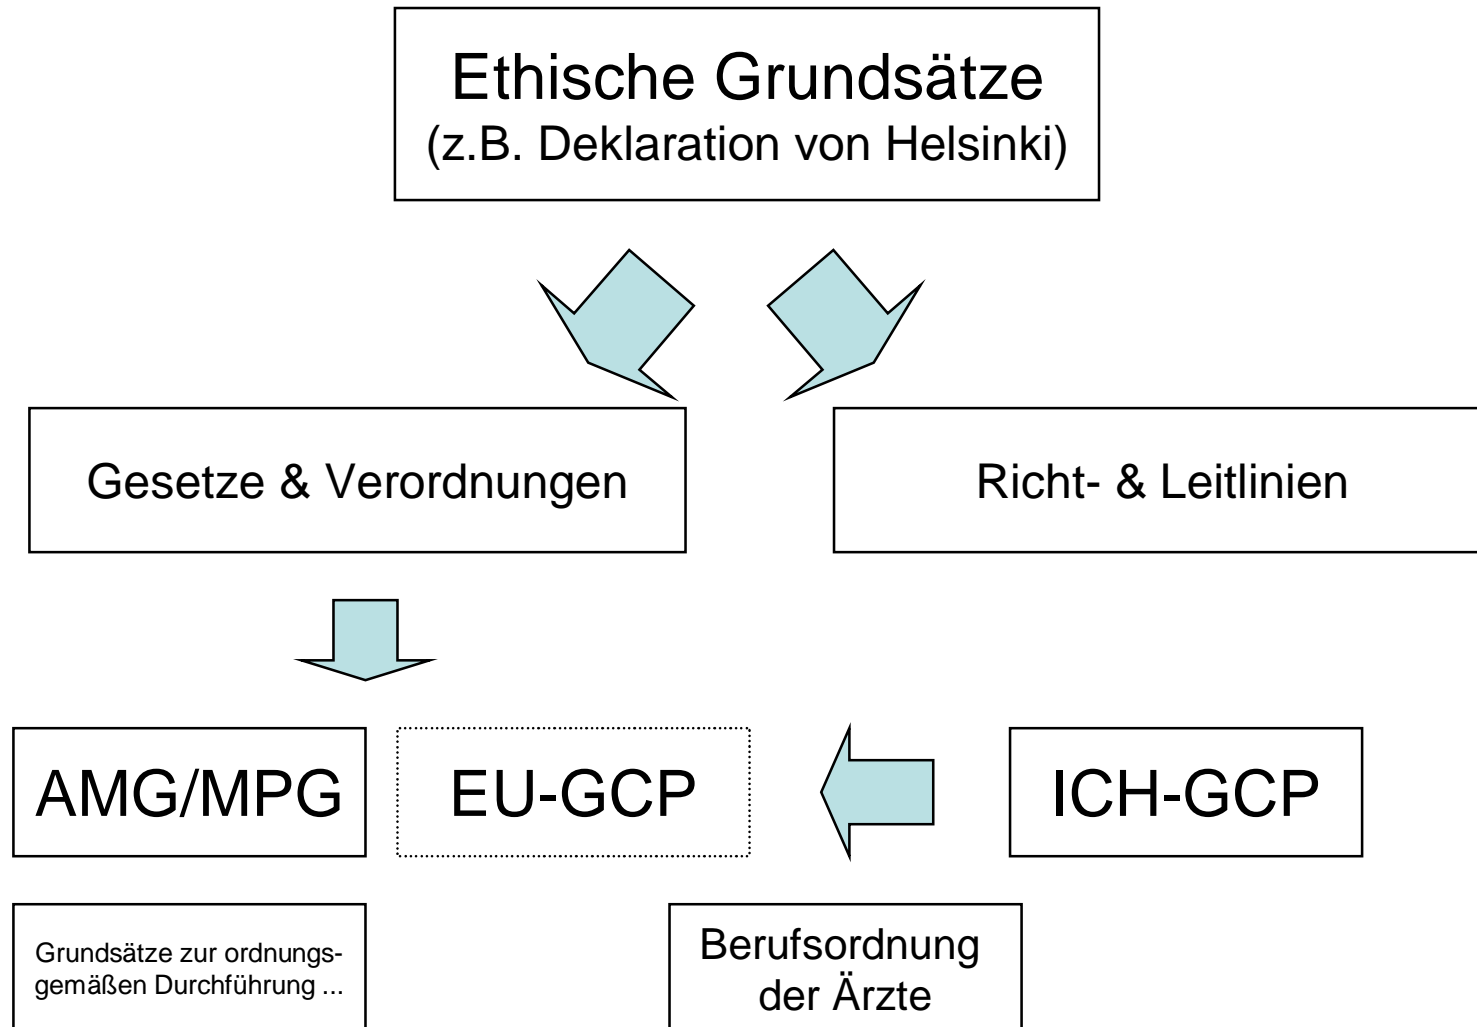 Ethische Grundsätze
(z.B. Deklaration von Helsinki)
Gesetze & Verordnungen
Richt- & Leitlinien
AMG/MPG
EU-GCP
ICH-GCP
Grundsätze zur ordnungs-
gemäßen Durchführung ...
Berufsordnung
der Ärzte